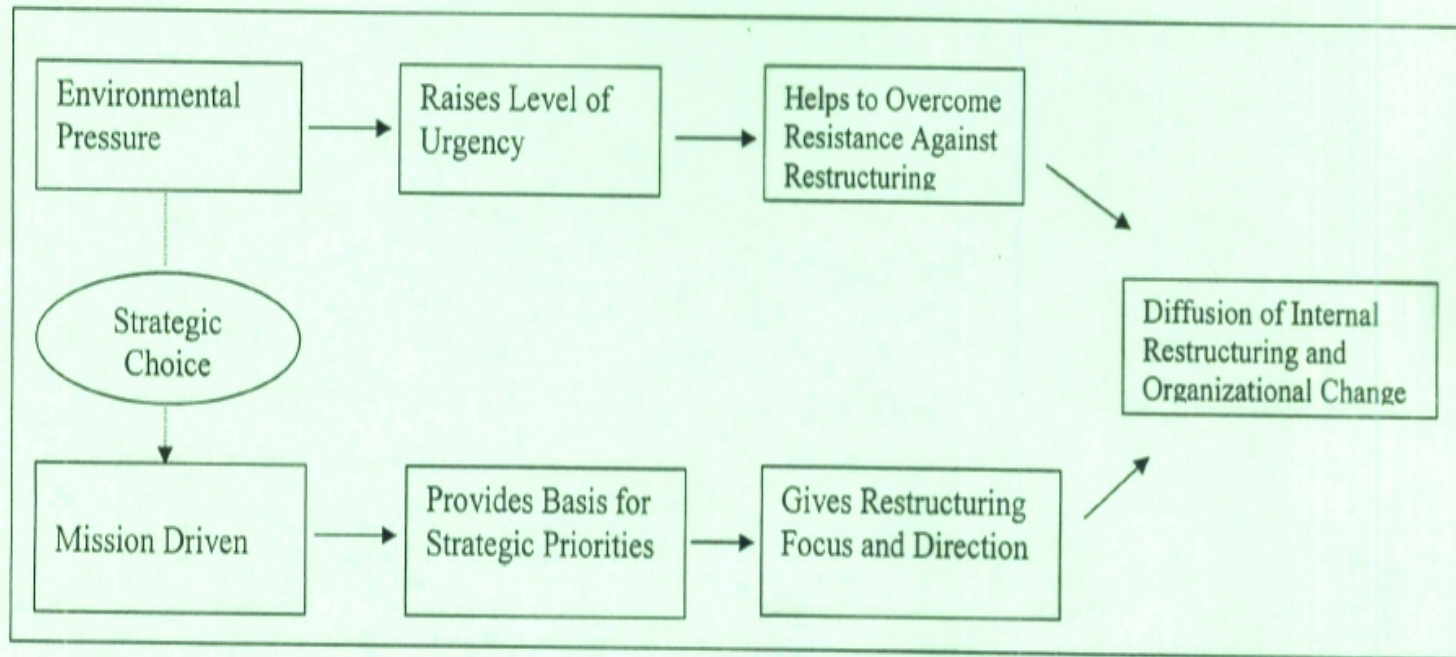 Environmental
Pressure
Raises Level of
Urgency
Helps to Overcome
Resistance Against
Restructuring
Strategic
Choice
Diffusion of Internal
Restructuring and
Organizational Change
Mission Driven
Provides Basis for
Strategic Priorities
Gives Restructuring
Focus and Direction